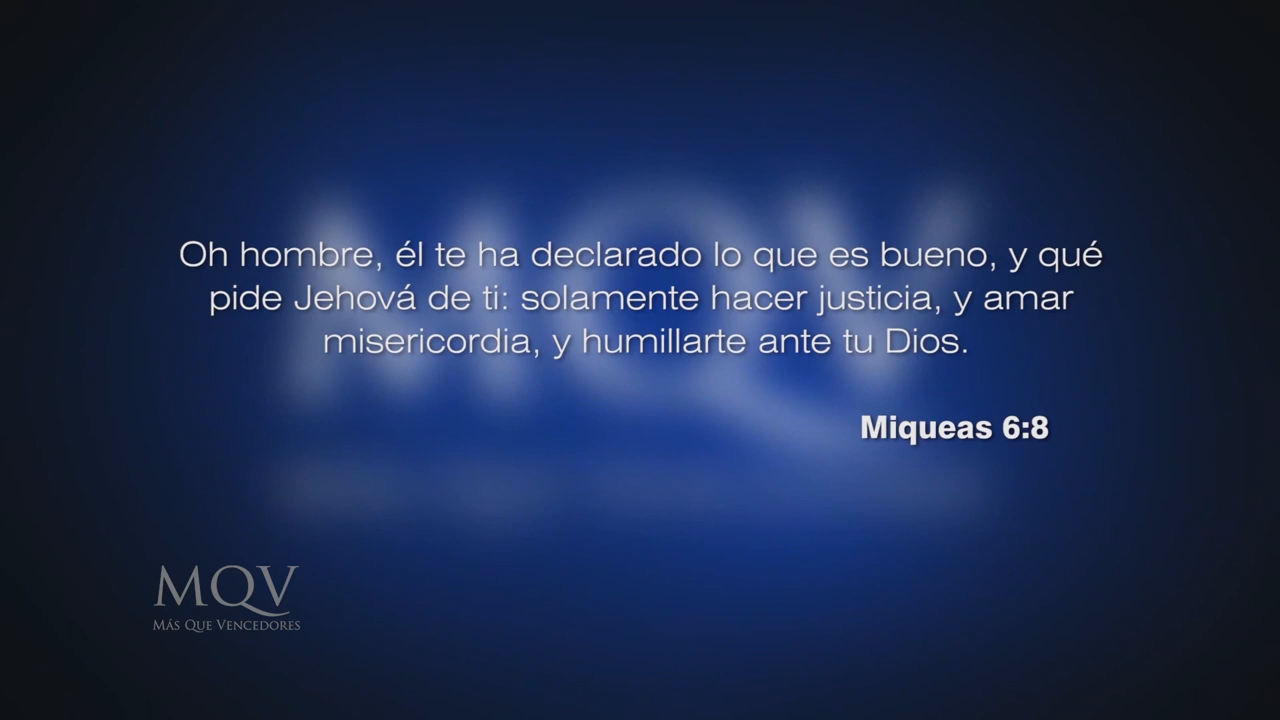 Oh hombre, él te ha declarado lo que es bueno, y qué
pide Jehová de ti: solamente hacer justicia, y amar
misericordia, y humillarte ante tu Dios.
Miqueas 6:8
MQV
MÁS QUE VENCEDORES